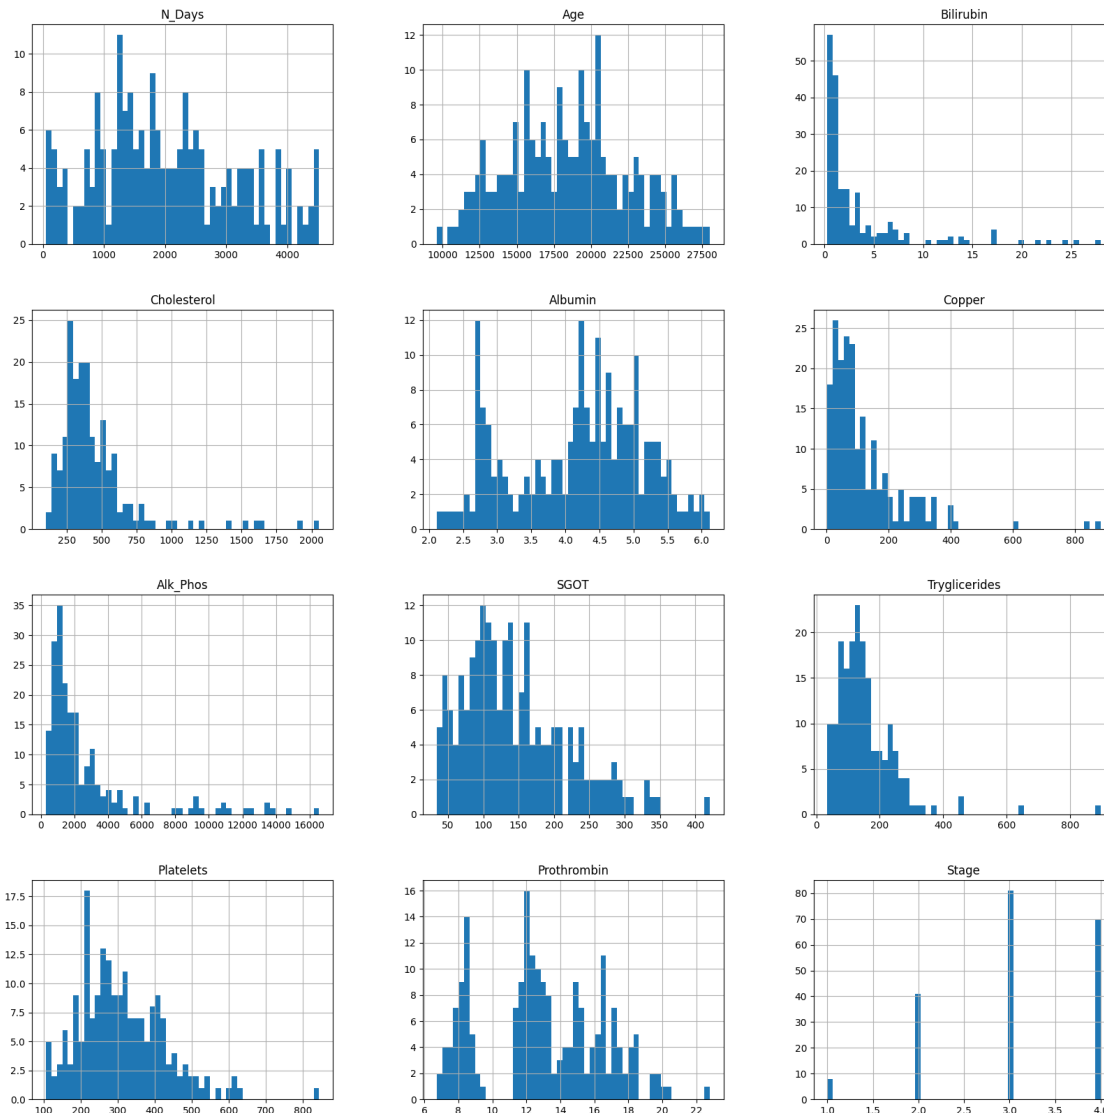 N_Days Age Bilirubin
10 8 6 4 2 0
0 1000 2000 3000 4000
12 10 8 6 4 2 0
10000 12500 15000 17500 20000 22500 25000 27500
50 40 30 20 10 0
0 5 10 15 20 25
Cholesterol Albumin Copper
25 20 15 10 5 0
250 500 750 1000 1250 1500 1750 2000
12 10 8 6 4 2 0
2.0 2.5 3.0 3.5 4.0 4.5 5.0 5.5 6.0
25 20 15 10 5 0
0 200 400 600 800
Alk_Phos SGOT Tryglicerides
35 30 25 20 15 10 5 0
0 2000 4000 6000 8000 10000 12000 14000 16000
12 10 8 6 4 2 0
50 100 150 200 250 300 350 400
20 15 10 5 0
0 200 400 600 800
Platelets Prothrombin Stage
17.5 15.0 12.5 10.0 7.5 5.0 2.5 0.0
100 200 300 400 500 600 700 800
16 14 12 10 8 6 4 2 0
6 8 10 12 14 16 18 20 22
80 70 60 50 40 30 20 10 0
1.0 1.5 2.0 2.5 3.0 3.5